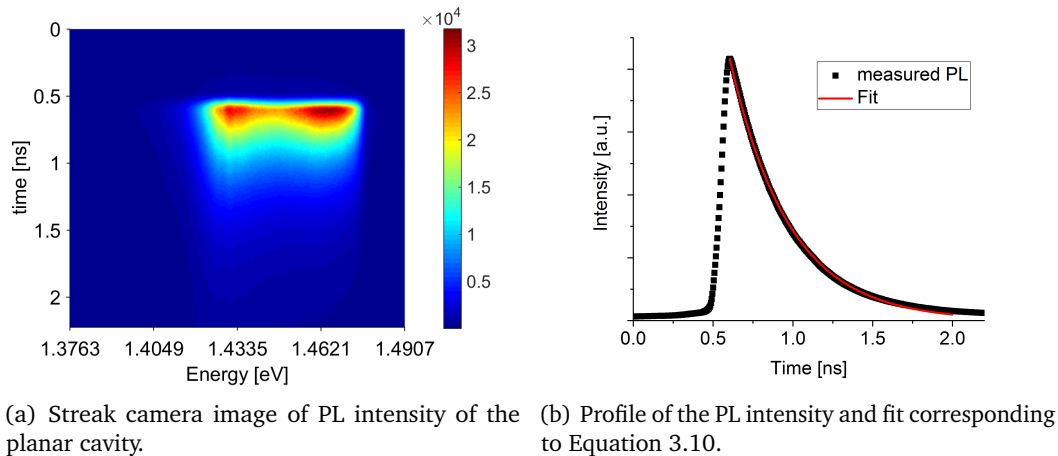 ×10⁴
0
0.5
1
1.5
2
time [ns]
1.3763 1.4049 1.4335 1.4621 1.4907
Energy [eV]
3
2.5
2
1.5
1
0.5
measured PL
Fit
Intensity [a.u.]
0.0 0.5 1.0 1.5 2.0
Time [ns]
(a) Streak camera image of PL intensity of the
planar cavity.
(b) Profile of the PL intensity and fit corresponding
to Equation 3.10.